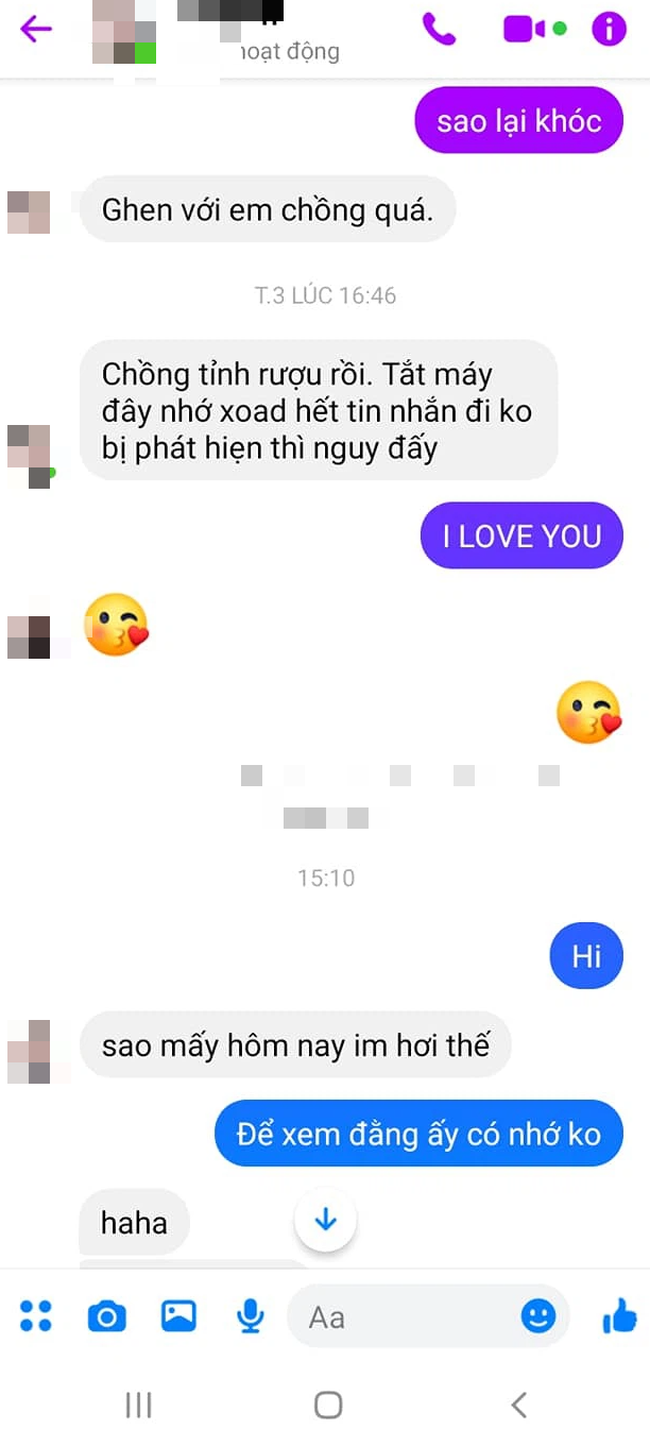 hoạt động
sao lại khóc
Ghen với em chồng quá.
T.3 LÚC 16:46
Chồng tỉnh rượu rồi. Tắt máy
đây nhớ xoad hết tin nhắn đi ko
bị phát hiện thì nguy đấy
I LOVE YOU
15:10
Hi
sao mấy hôm nay im hơi thế
Để xem đằng ấy có nhớ ko
haha
Aa